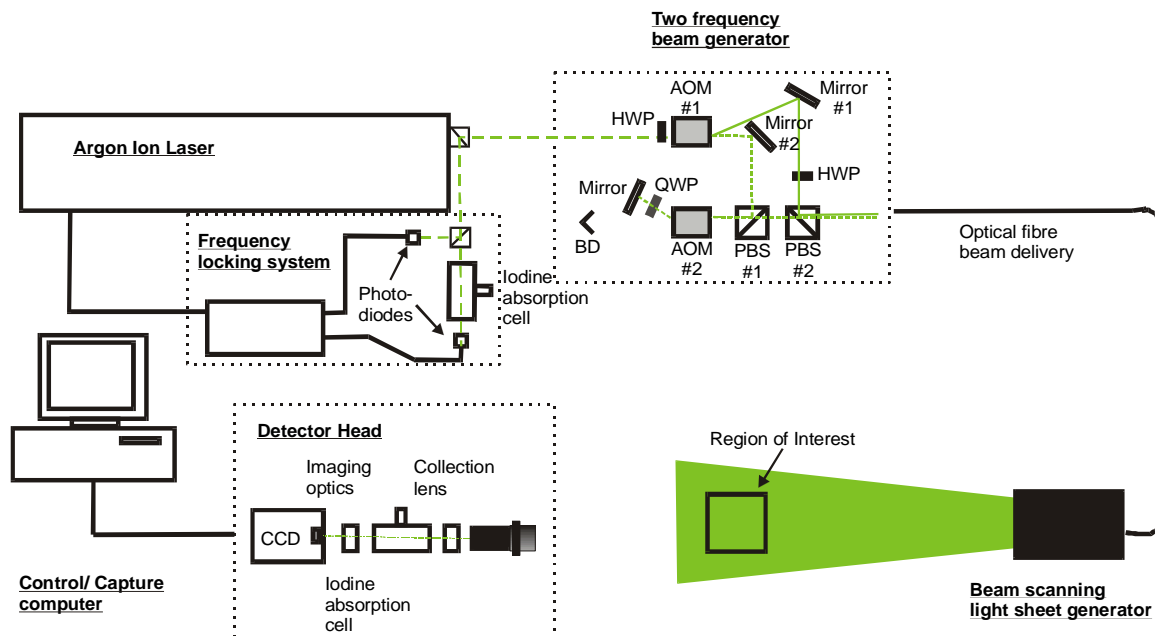 Two frequency
beam generator
AOM
#1
Mirror
#1
HWP
Mirror
#2
Argon Ion Laser
HWP
Mirror
QWP
BD
AOM
#2
PBS
#1
PBS
#2
Optical fibre
beam delivery
Frequency
locking system
Photo-
diodes
Iodine
absorption
cell
Detector Head
Imaging
optics
Collection
lens
CCD
Iodine
absorption
cell
Control/ Capture
computer
Region of Interest
Beam scanning
light sheet generator